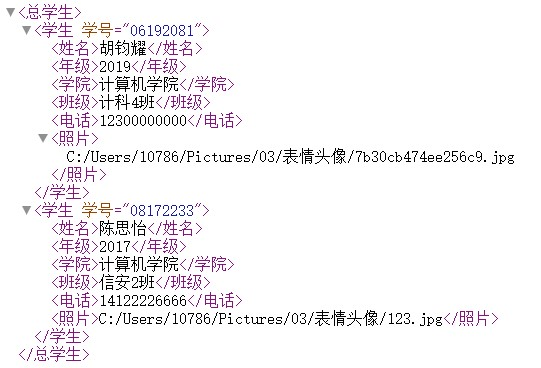 <总学生>
<学生 学号="06192081">
<姓名>胡钧耀</姓名>
<年级>2019</年级>
<学院>计算机学院</学院>
<班级>计科4班</班级>
<电话>12300000000</电话>
<照片>
C:/Users/10786/Pictures/03/表情头像/7b30cb474ee256c9.jpg
</照片>
</学生>
<学生 学号="08172233">
<姓名>陈思怡</姓名>
<年级>2017</年级>
<学院>计算机学院</学院>
<班级>信安2班</班级>
<电话>14122226666</电话>
<照片>C:/Users/10786/Pictures/03/表情头像/123.jpg</照片>
</学生>
</总学生>